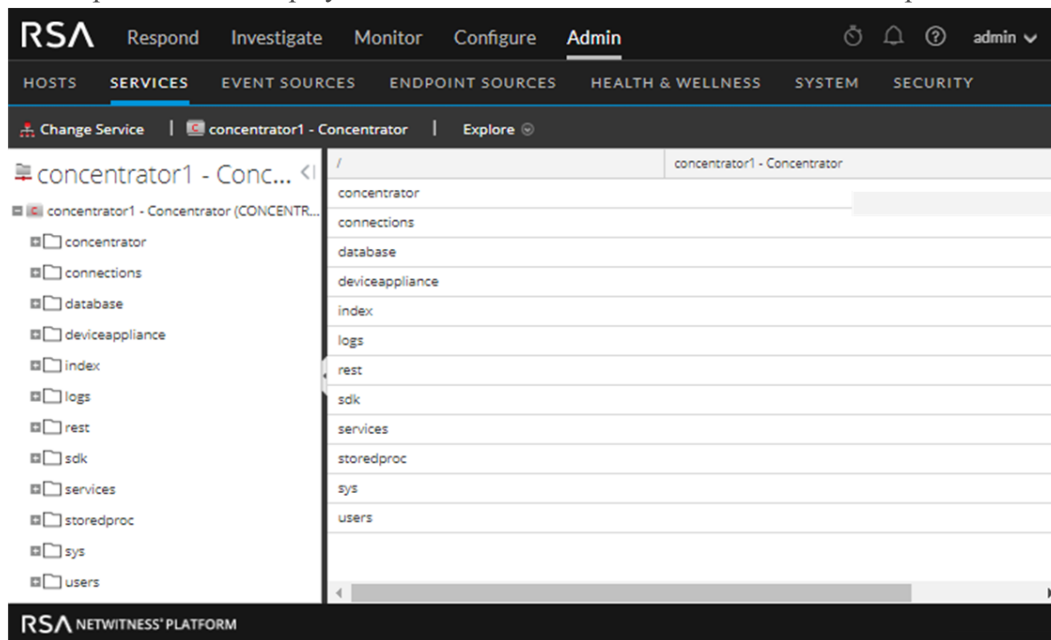 RSA Respond Investigate Monitor Configure Admin admin
HOSTS SERVICES EVENT SOURCES ENDPOINT SOURCES HEALTH & WELLNESS SYSTEM SECURITY
Change Service | concentrator1 - Concentrator | Explore
concentrator1 - Conc...
concentrator1 - Concentrator (CONCENTR...
concentrator
connections
database
deviceappliance
index
logs
rest
sdk
services
storedproc
sys
users
/ concentrator1 - Concentrator
concentrator
connections
database
deviceappliance
index
logs
rest
sdk
services
storedproc
sys
users
RSA NETWITNESS® PLATFORM